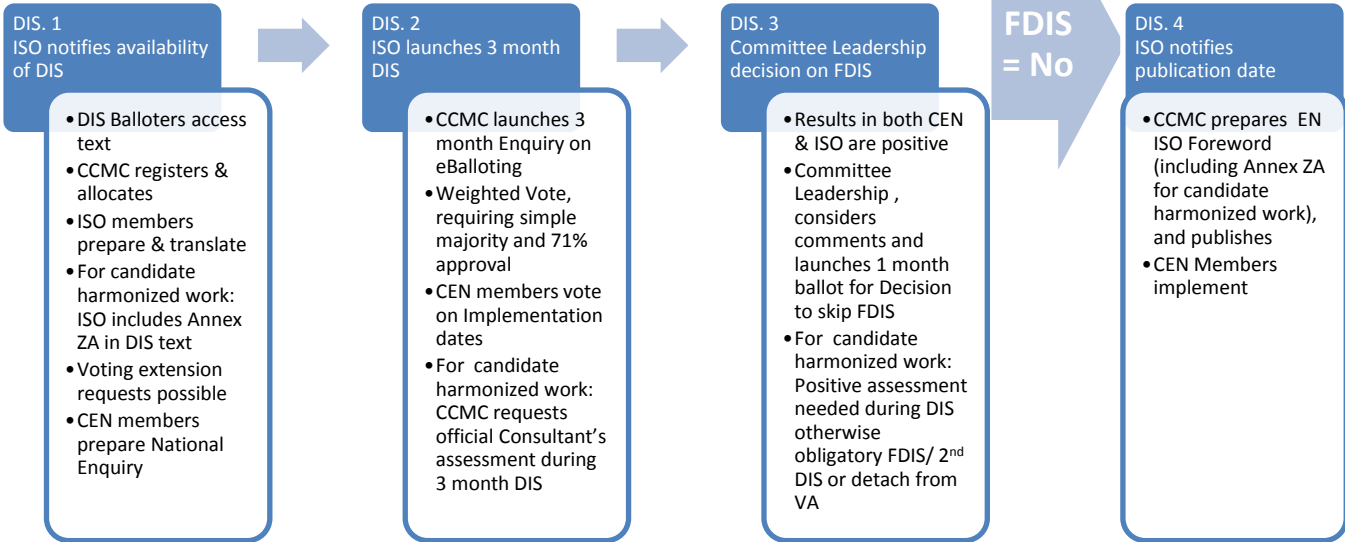 DIS. 1
ISO notifies availability
of DIS
•DIS Balloters access
text
•CCMC registers &
allocates
•ISO members
prepare & translate
•For candidate
harmonized work:
ISO includes Annex
ZA in DIS text
•Voting extension
requests possible
•CEN members
prepare National
Enquiry
DIS. 2
ISO launches 3 month
DIS
•CCMC launches 3
month Enquiry on
eBalloting
•Weighted Vote,
requiring simple
majority and 71%
approval
•CEN members vote
on Implementation
dates
•For candidate
harmonized work:
CCMC requests
official Consultant’s
assessment during
3 month DIS
DIS. 3
Committee Leadership
decision on FDIS
•Results in both CEN
& ISO are positive
•Committee
Leadership ,
considers
comments and
launches 1 month
ballot for Decision
to skip FDIS
•For candidate
harmonized work:
Positive assessment
needed during DIS
otherwise
obligatory FDIS/ 2nd
DIS or detach from
VA
FDIS
= No
DIS. 4
ISO notifies
publication date
•CCMC prepares EN
ISO Foreword
(including Annex ZA
for candidate
harmonized work),
and publishes
•CEN Members
implement